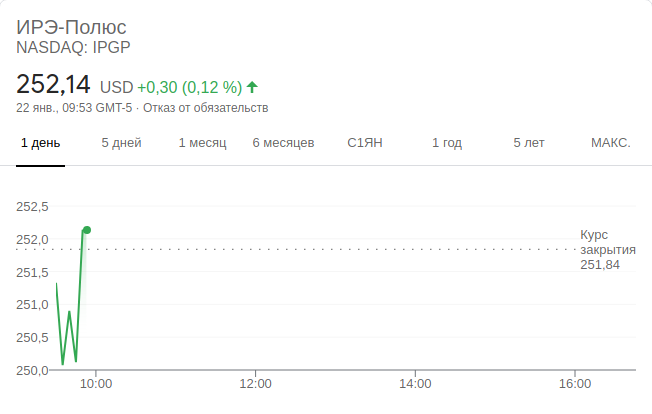 ИРЭ-Полюс
NASDAQ: IPGP
252,14 USD +0,30 (0,12 %)
22 янв., 09:53 GMT-5 · Отказ от обязательств
1 день 5 дней 1 месяц 6 месяцев С1ЯН 1 год 5 лет МАКС.
252,5
252,0
251,5
251,0
250,5
250,0
Курс
закрытия
251,84
10:00 12:00 14:00 16:00